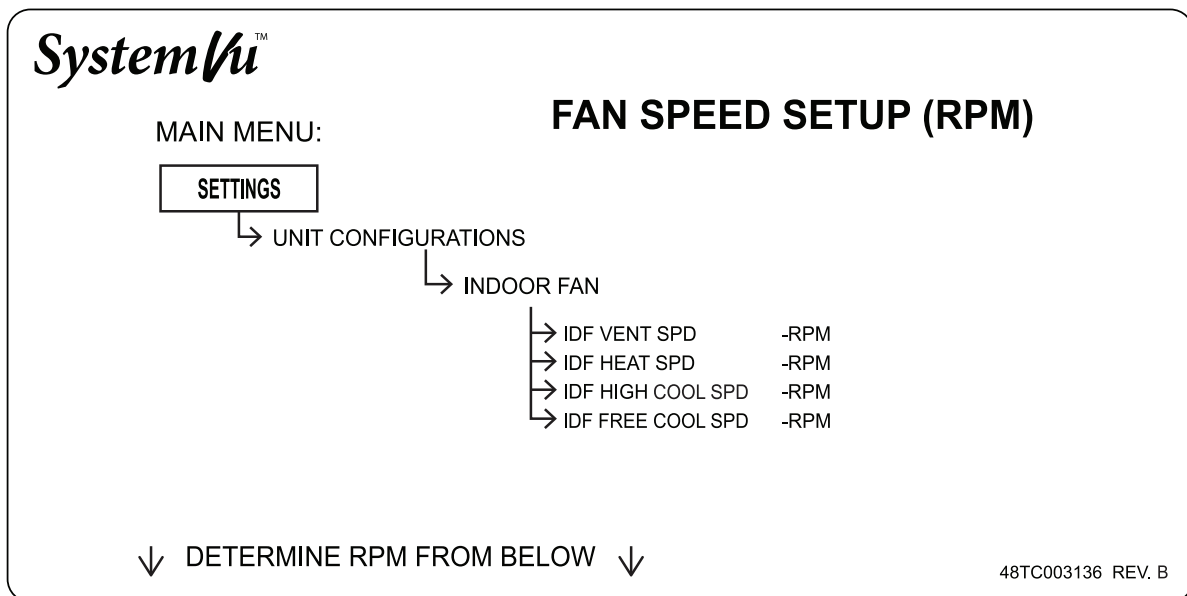 SystemVu™
FAN SPEED SETUP (RPM)
MAIN MENU:
SETTINGS
UNIT CONFIGURATIONS
INDOOR FAN
IDF VENT SPD -RPM
IDF HEAT SPD -RPM
IDF HIGH COOL SPD -RPM
IDF FREE COOL SPD -RPM
DETERMINE RPM FROM BELOW
48TC003136 REV. B